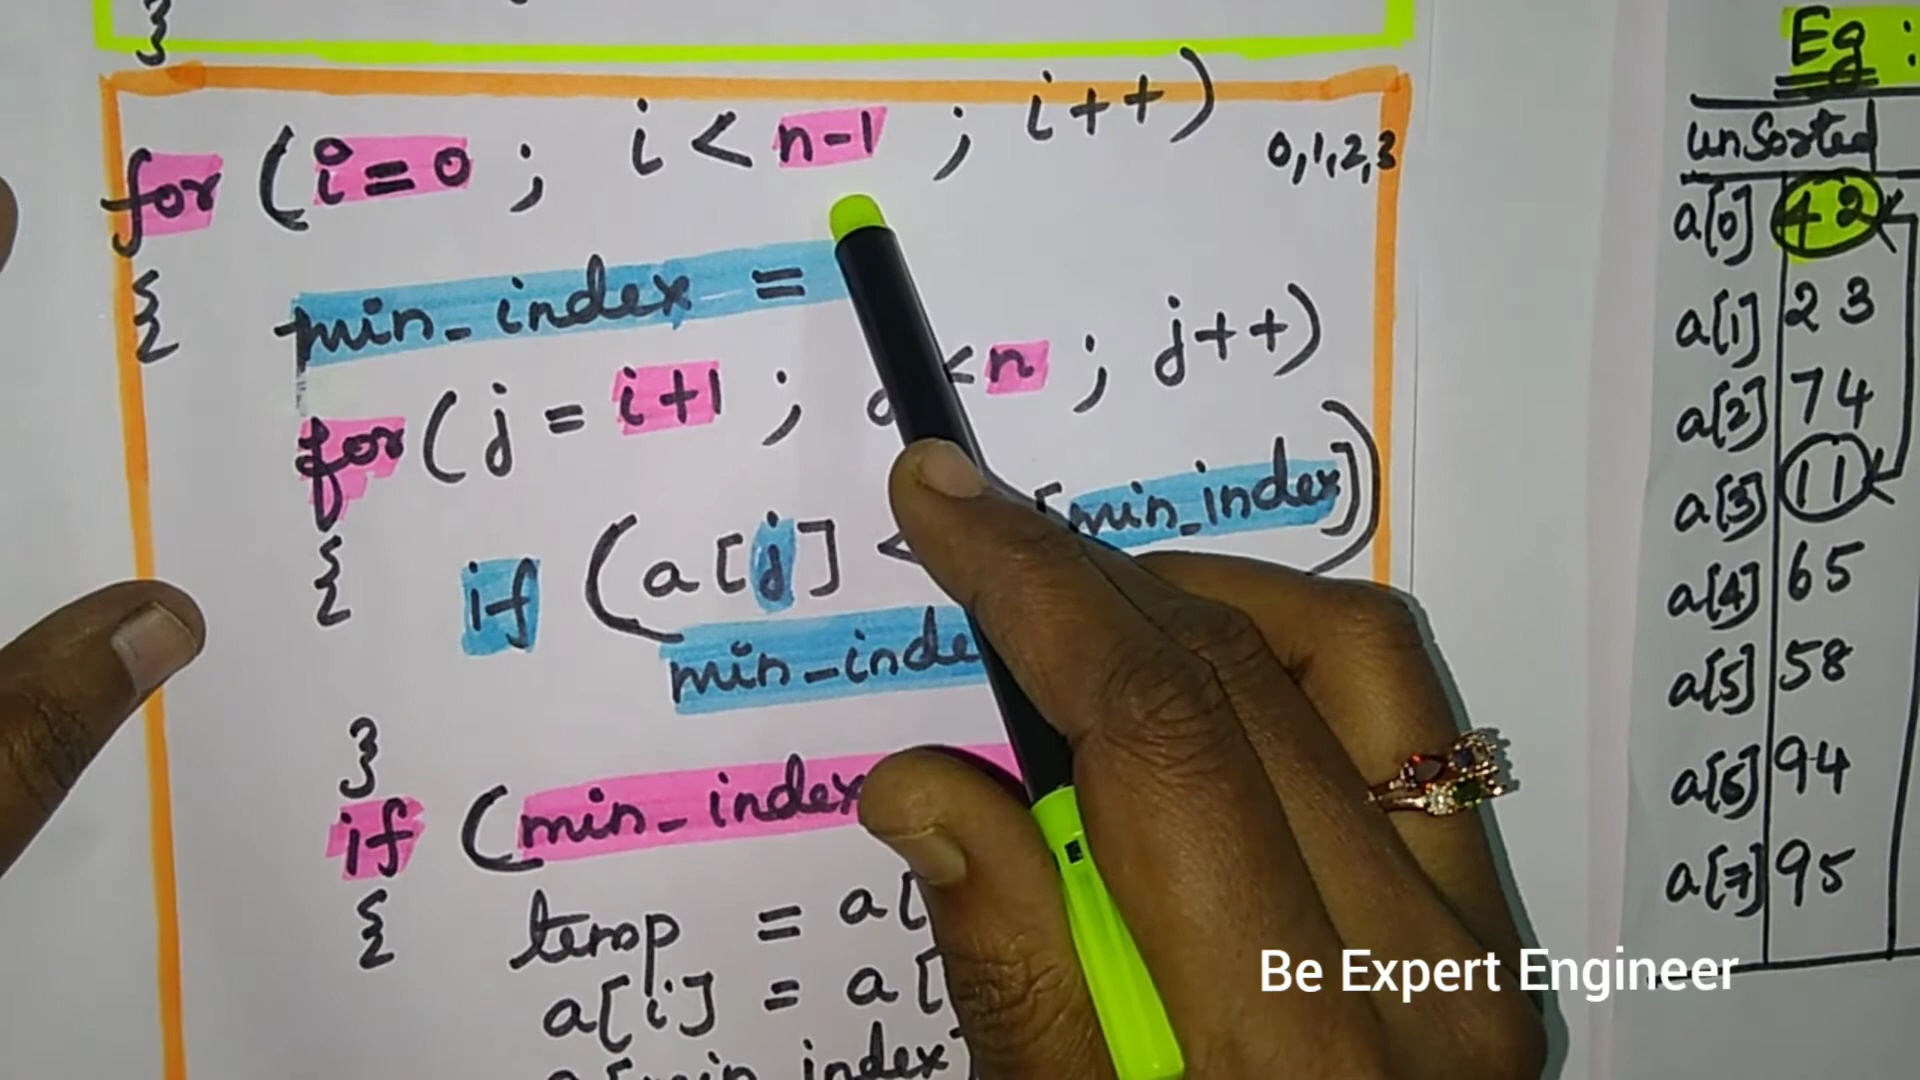 }
for (i=0 ; i < n-1 ; i++)
0,1,2,3
{ min_index =
for (j = i+1 ; < n ; j++)
{ if (a[j] < [min_index])
min_inde
}
if (min_index
{ temp = a[
a[i] = a[
a[min_index]
Eg :
unSorted
a[0] 42
a[1] 23
a[2] 74
a[3] 11
a[4] 65
a[5] 58
a[6] 94
a[7] 95
Be Expert Engineer